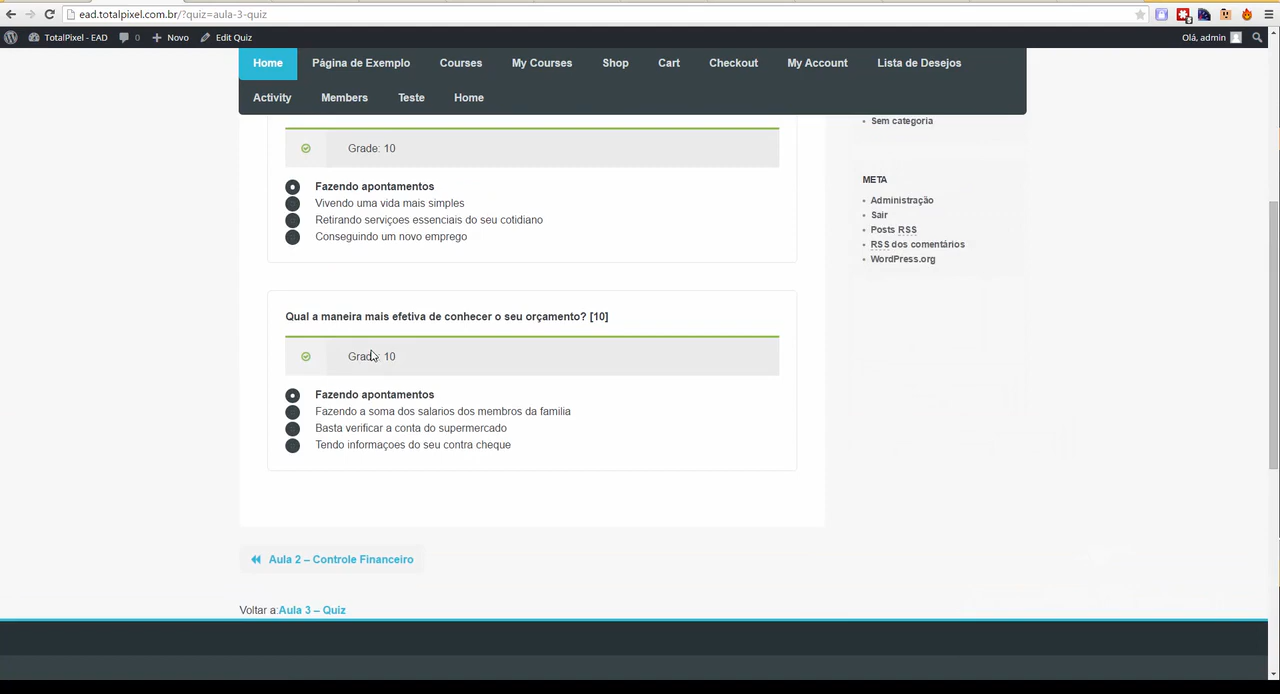 ead.totalpixel.com.br/?quiz=aula-3-quiz
TotalPixel - EAD 0 Novo Edit Quiz Olá, admin
Home Página de Exemplo Courses My Courses Shop Cart Checkout My Account Lista de Desejos
Activity Members Teste Home
Sem categoria
Grade: 10
META
Fazendo apontamentos
Administração
Vivendo uma vida mais simples
Sair
Retirando serviçoes essenciais do seu cotidiano
Posts RSS
Conseguindo um novo emprego
RSS dos comentários
WordPress.org
Qual a maneira mais efetiva de conhecer o seu orçamento? [10]
Grade: 10
Fazendo apontamentos
Fazendo a soma dos salarios dos membros da familia
Basta verificar a conta do supermercado
Tendo informaçoes do seu contra cheque
Aula 2 – Controle Financeiro
Voltar a:Aula 3 – Quiz